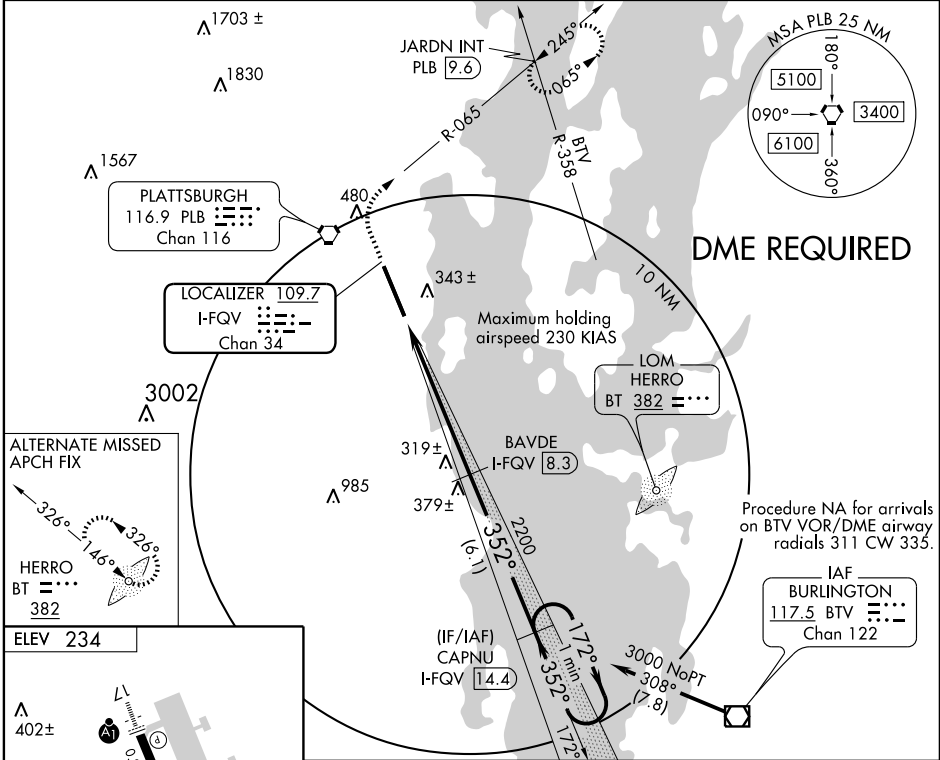 1703 ±
1830
1567
JARDN INT
PLB 9.6
245°
065°
R-065
BTV
R-358
MSA PLB 25 NM
180°
5100
090°
3400
6100
360°
PLATTSBURGH
116.9 PLB
Chan 116
480
DME REQUIRED
10 NM
LOCALIZER 109.7
I-FQV
Chan 34
343 ±
Maximum holding
airspeed 230 KIAS
LOM
HERRO
BT 382
3002
ALTERNATE MISSED
APCH FIX
326°
146°
326°
HERRO
BT
382
319±
379±
985
BAVDE
I-FQV 8.3
2200
352°
(6.1)
Procedure NA for arrivals
on BTV VOR/DME airway
radials 311 CW 335.
IAF
BURLINGTON
117.5 BTV
Chan 122
(IF/IAF)
CAPNU
I-FQV 14.4
172°
1 min
352°
172°
3000 NoPT
308°
(7.8)
ELEV 234
402±
17
A1
P